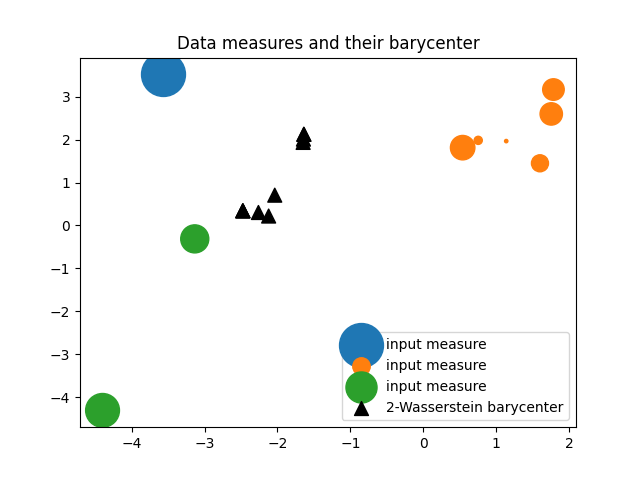 Data measures and their barycenter
3
2
1
0
−1
−2
−3
−4
input measure
input measure
input measure
2-Wasserstein barycenter
−4 −3 −2 −1 0 1 2